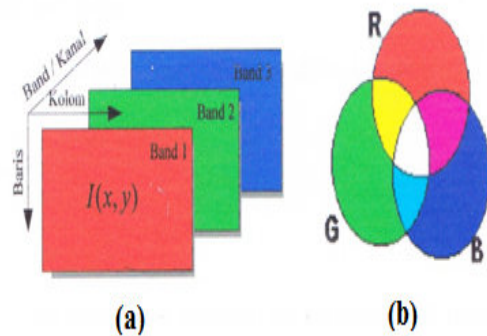 Band / Kanal
Kolom
Baris
Band 3
Band 2
Band 1
I(x, y)
R
G
B
(a)
(b)